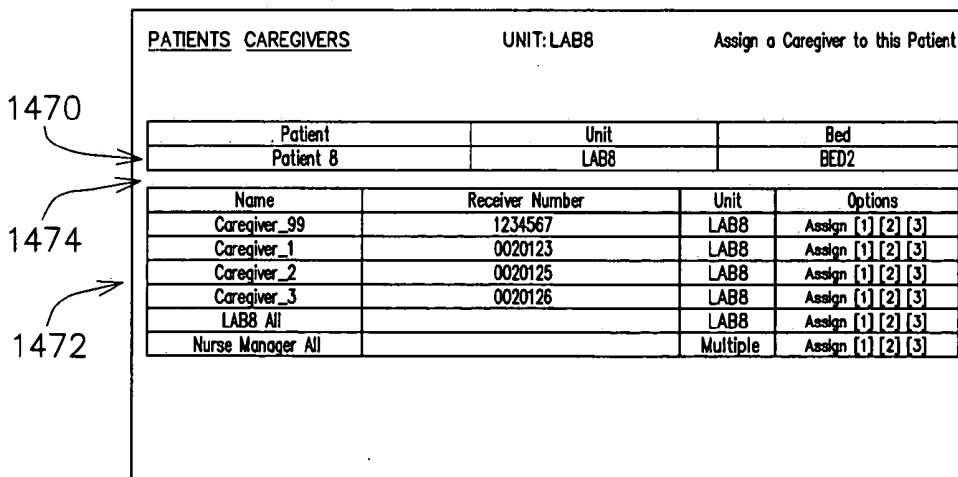 PATIENTS CAREGIVERS UNIT:LAB8 Assign a Caregiver to this Patient
1470
Patient Unit Bed
Patient 8 LAB8 BED2
1474
Name Receiver Number Unit Options
Caregiver_99 1234567 LAB8 Assign [1] [2] [3]
Caregiver_1 0020123 LAB8 Assign [1] [2] [3]
Caregiver_2 0020125 LAB8 Assign [1] [2] [3]
Caregiver_3 0020126 LAB8 Assign [1] [2] [3]
LAB8 All LAB8 Assign [1] [2] [3]
1472
Nurse Manager All Multiple Assign [1] [2] [3]